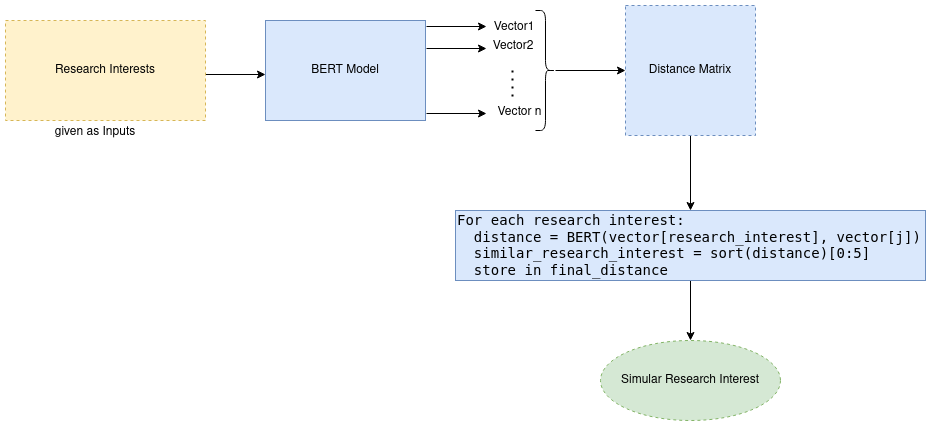 Research Interests
given as Inputs
BERT Model
Vector1
Vector2
Vector n
Distance Matrix
For each research interest:
  distance = BERT(vector[research_interest], vector[j])
  similar_research_interest = sort(distance)[0:5]
  store in final_distance
Simular Research Interest